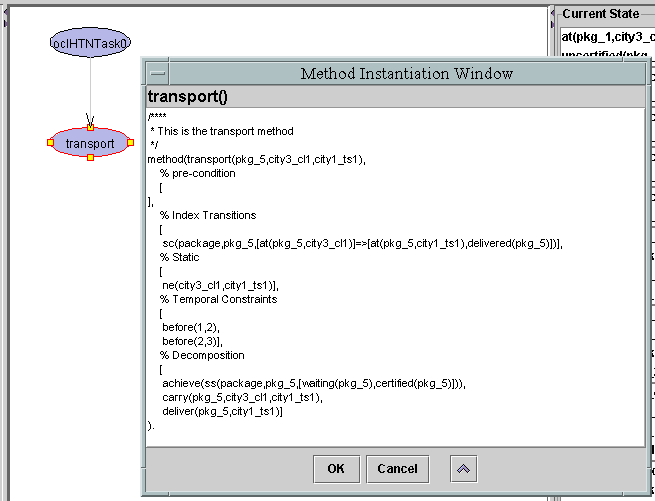 oclHTNTask0
transport
Current State
at(pkg_1,city3_c
uncertified(pkg
Method Instantiation Window
transport()
/****
* This is the transport method
*/
method(transport(pkg_5,city3_cl1,city1_ts1),
% pre-condition
[
],
% Index Transitions
[
sc(package,pkg_5,[at(pkg_5,city3_cl1)]=>[at(pkg_5,city1_ts1),delivered(pkg_5)])],
% Static
[
ne(city3_cl1,city1_ts1)],
% Temporal Constraints
[
before(1,2),
before(2,3)],
% Decomposition
[
achieve(ss(package,pkg_5,[waiting(pkg_5),certified(pkg_5)])),
carry(pkg_5,city3_cl1,city1_ts1),
deliver(pkg_5,city1_ts1)]
).
OK
Cancel